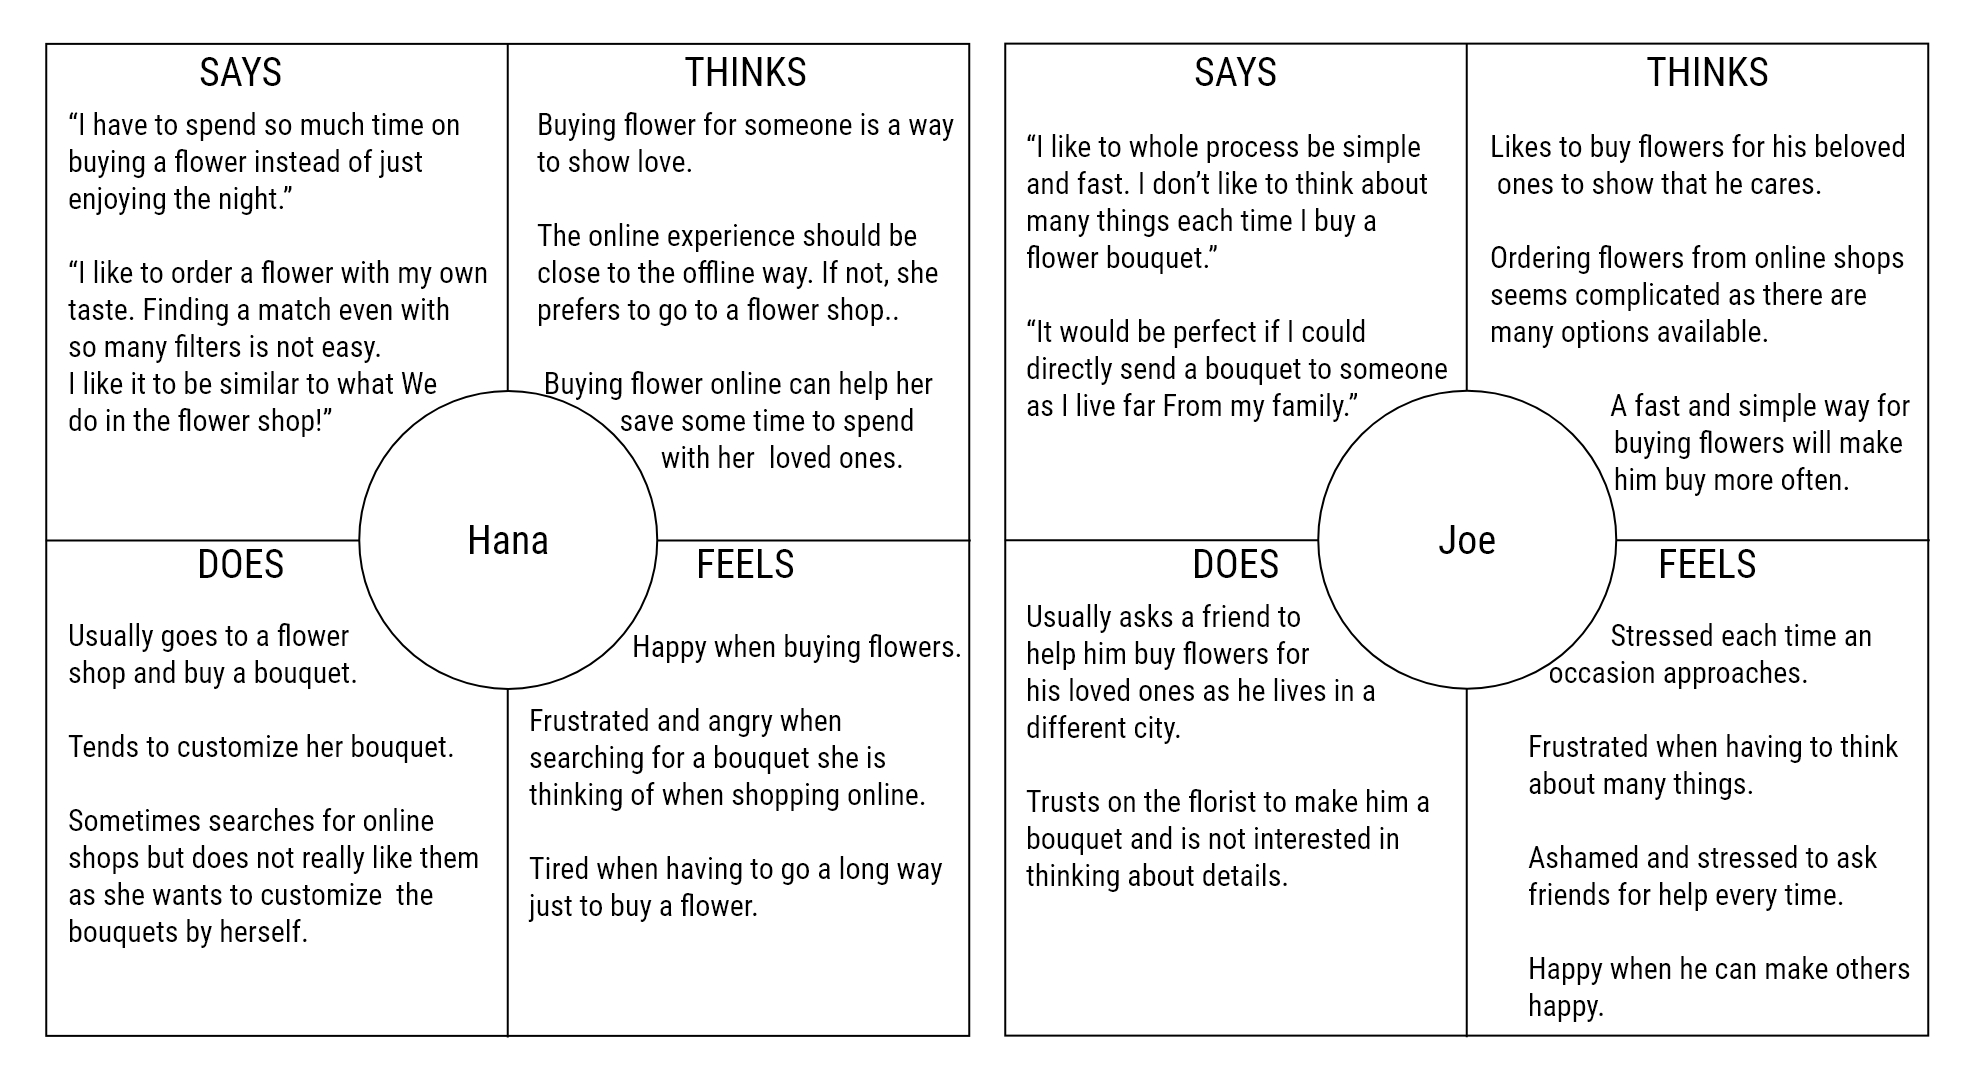 SAYS
“I have to spend so much time on
buying a flower instead of just
enjoying the night.”
“I like to order a flower with my own
taste. Finding a match even with
so many filters is not easy.
I like it to be similar to what We
do in the flower shop!”
THINKS
Buying flower for someone is a way
to show love.
The online experience should be
close to the offline way. If not, she
prefers to go to a flower shop..
Buying flower online can help her
save some time to spend
with her loved ones.
Hana
DOES
Usually goes to a flower
shop and buy a bouquet.
Tends to customize her bouquet.
Sometimes searches for online
shops but does not really like them
as she wants to customize the
bouquets by herself.
FEELS
Happy when buying flowers.
Frustrated and angry when
searching for a bouquet she is
thinking of when shopping online.
Tired when having to go a long way
just to buy a flower.
SAYS
“I like to whole process be simple
and fast. I don’t like to think about
many things each time I buy a
flower bouquet.”
“It would be perfect if I could
directly send a bouquet to someone
as I live far From my family.”
THINKS
Likes to buy flowers for his beloved
ones to show that he cares.
Ordering flowers from online shops
seems complicated as there are
many options available.
A fast and simple way for
buying flowers will make
him buy more often.
Joe
DOES
Usually asks a friend to
help him buy flowers for
his loved ones as he lives in a
different city.
Trusts on the florist to make him a
bouquet and is not interested in
thinking about details.
FEELS
Stressed each time an
occasion approaches.
Frustrated when having to think
about many things.
Ashamed and stressed to ask
friends for help every time.
Happy when he can make others
happy.